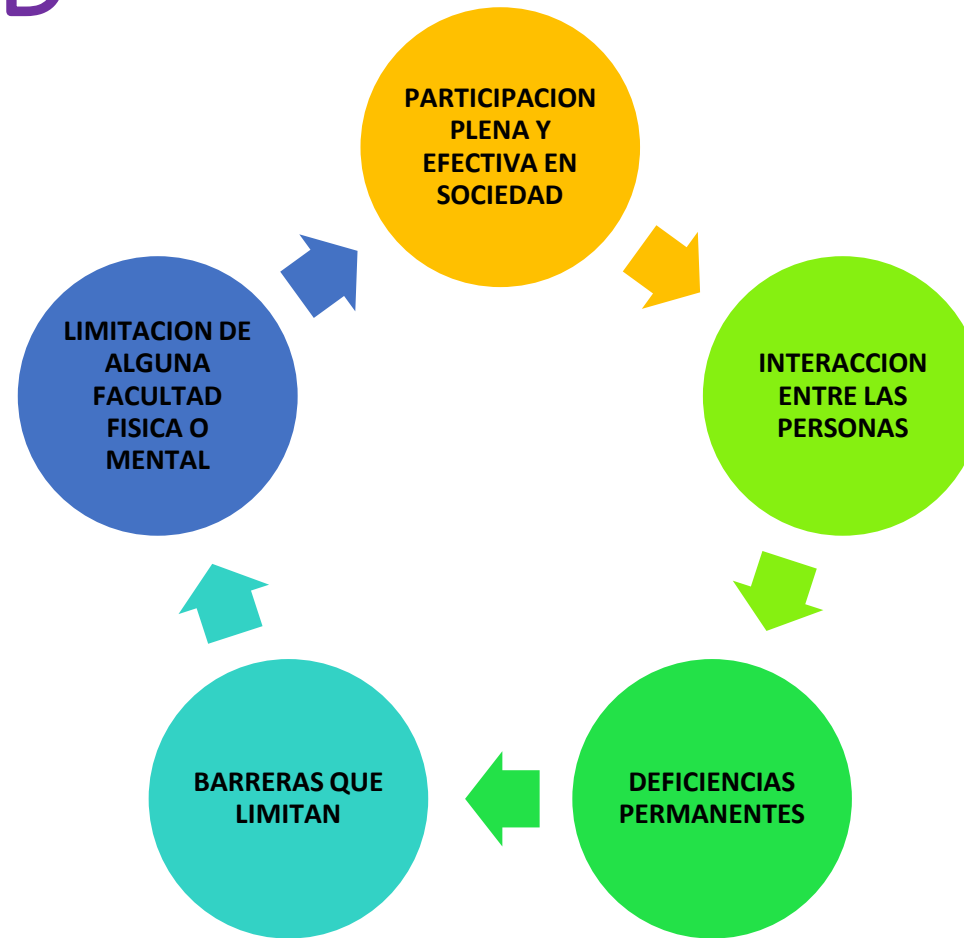 D
PARTICIPACION
PLENA Y
EFECTIVA EN
SOCIEDAD
INTERACCION
ENTRE LAS
PERSONAS
DEFICIENCIAS
PERMANENTES
BARRERAS QUE
LIMITAN
LIMITACION DE
ALGUNA
FACULTAD
FISICA O
MENTAL